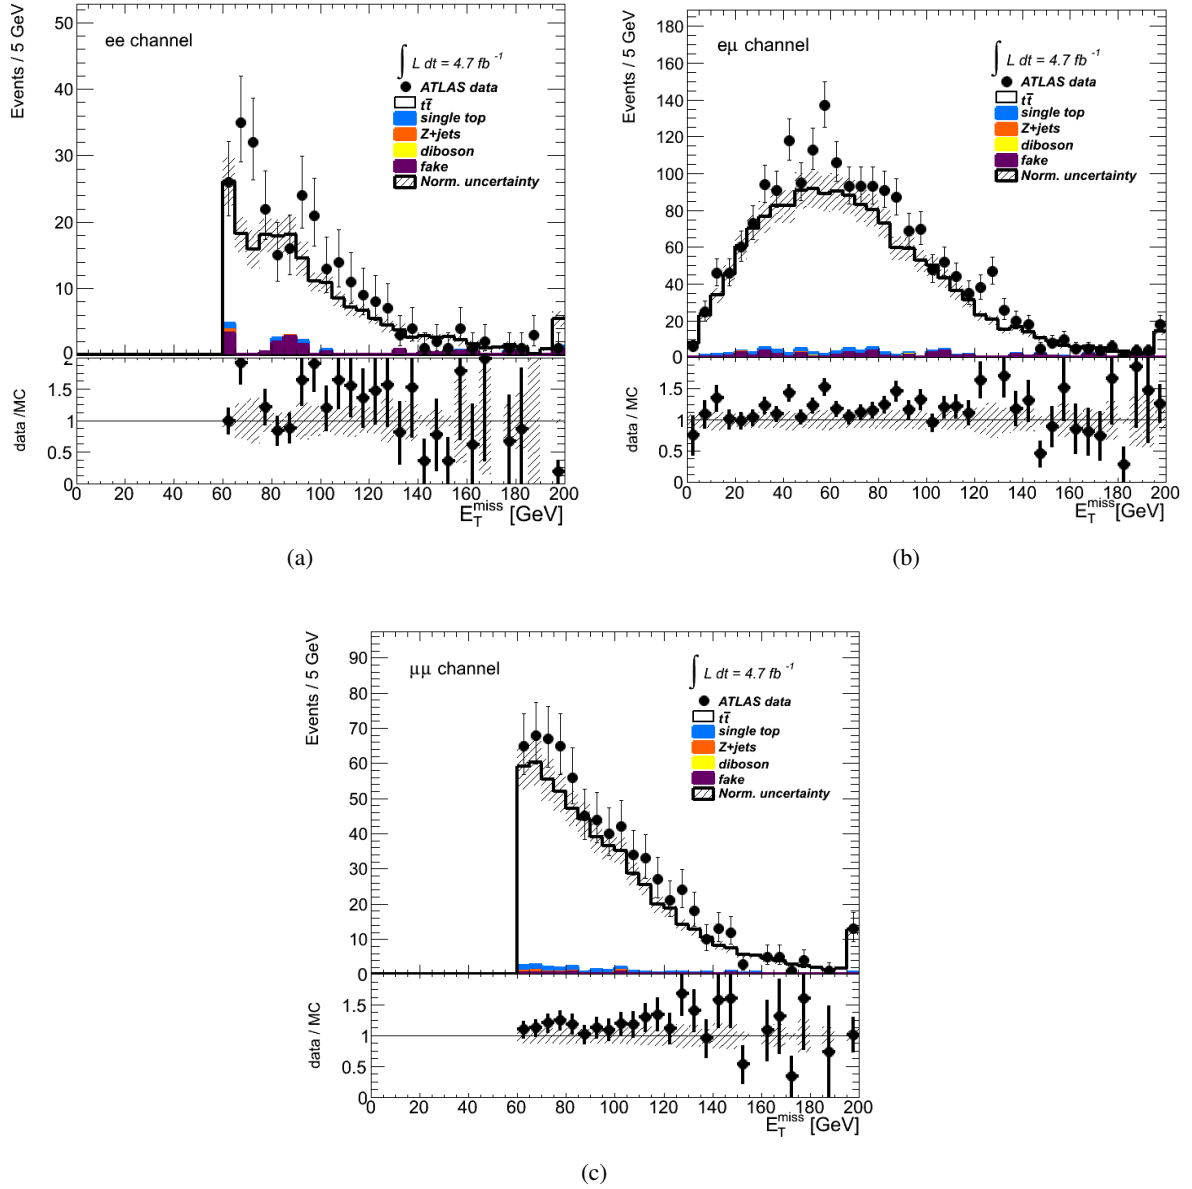 Events / 5 GeV
50
40
30
20
10
0
ee channel
∫ L dt = 4.7 fb -1
ATLAS data
tt̅
single top
Z+jets
diboson
fake
Norm. uncertainty
data /MC
2
1.5
1
0.5
0
0 20 40 60 80 100 120 140 160 180 200
E_T^miss [GeV]
(a)
Events / 5 GeV
180
160
140
120
100
80
60
40
20
0
eμ channel
∫ L dt = 4.7 fb -1
ATLAS data
tt̅
single top
Z+jets
diboson
fake
Norm. uncertainty
data / MC
1.5
1
0.5
0
0 20 40 60 80 100 120 140 160 180 200
E_T^miss [GeV]
(b)
Events / 5 GeV
90
80
70
60
50
40
30
20
10
0
μμ channel
∫ L dt = 4.7 fb -1
ATLAS data
tt̅
single top
Z+jets
diboson
fake
Norm. uncertainty
data / MC
1.5
1
0.5
0
0 20 40 60 80 100 120 140 160 180 200
E_T^miss [GeV]
(c)